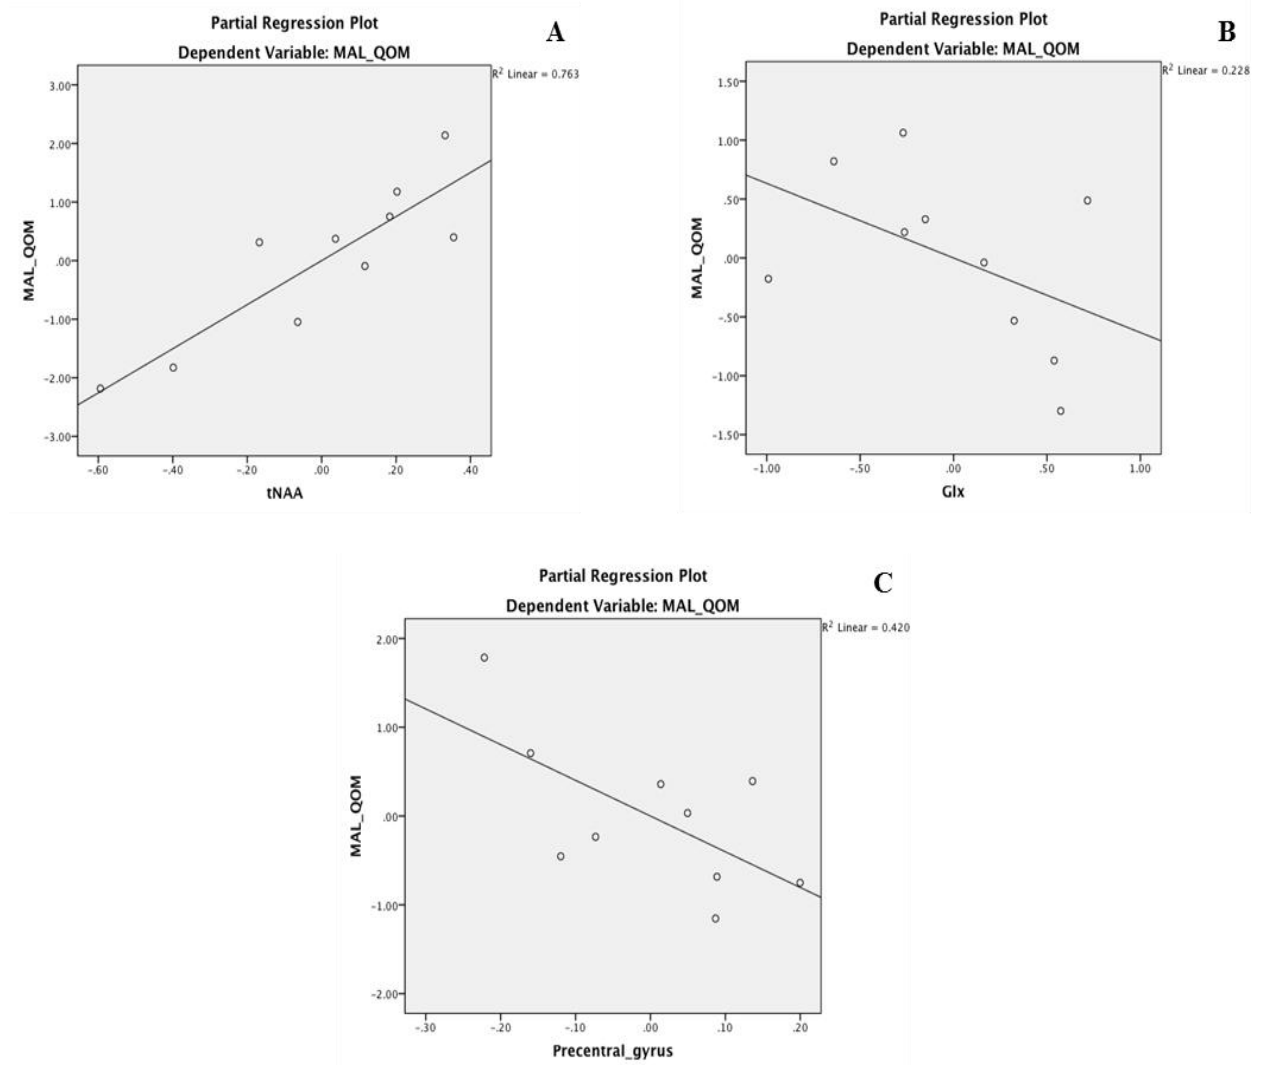 Partial Regression Plot
A
Dependent Variable: MAL_QOM
R² Linear = 0.763
3.00
2.00
1.00
.00
-1.00
-2.00
-3.00
MAL_QOM
-.60 -.40 -.20 .00 .20 .40
tNAA
Partial Regression Plot
B
Dependent Variable: MAL_QOM
R² Linear = 0.228
1.50
1.00
.50
.00
-.50
-1.00
-1.50
MAL_QOM
-1.00 -.50 .00 .50 1.00
Glx
Partial Regression Plot
C
Dependent Variable: MAL_QOM
R² Linear = 0.420
2.00
1.00
.00
-1.00
-2.00
MAL_QOM
-.30 -.20 -.10 .00 .10 .20
Precentral_gyrus